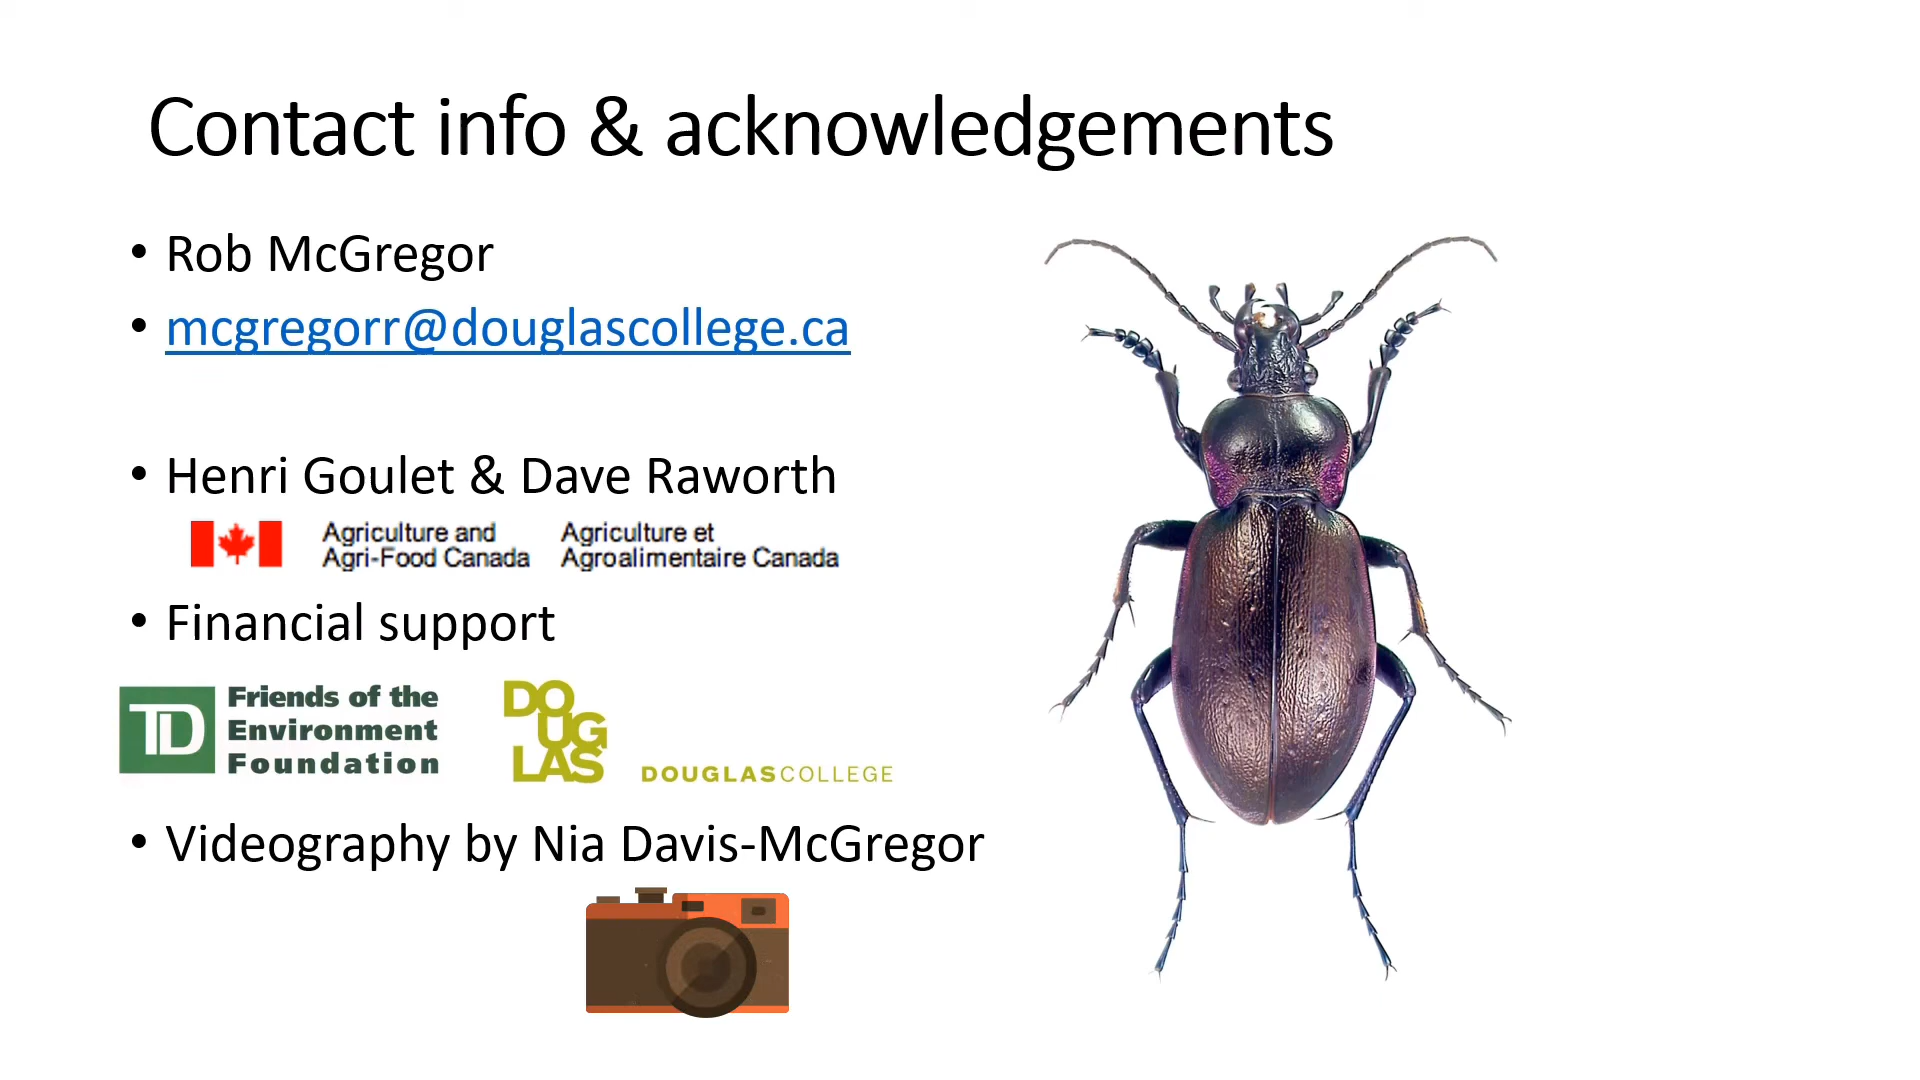 Contact info & acknowledgements
• Rob McGregor
• mcgregorr@douglascollege.ca
• Henri Goulet & Dave Raworth
Agriculture and
Agri-Food Canada
Agriculture et
Agroalimentaire Canada
• Financial support
TD
Friends of the
Environment
Foundation
DO
UG
LAS
DOUGLASCOLLEGE
• Videography by Nia Davis-McGregor